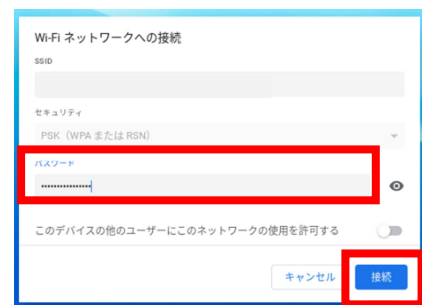 Wi-Fi ネットワークへの接続
SSID
セキュリティ
PSK（WPA または RSN）
パスワード
••••••••••••••••
このデバイスの他のユーザーにこのネットワークの使用を許可する
キャンセル
接続